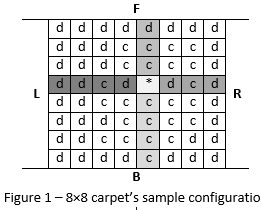 F
d d d d d d d d
d d d c c c d d
d d d c c c d d
L d d c d * d c d R
d d d c c c c d
d d d c c c c d
d d d c c c d d
d d d d c d d d
B
Figure 1 – 8×8 carpet's sample configuratio